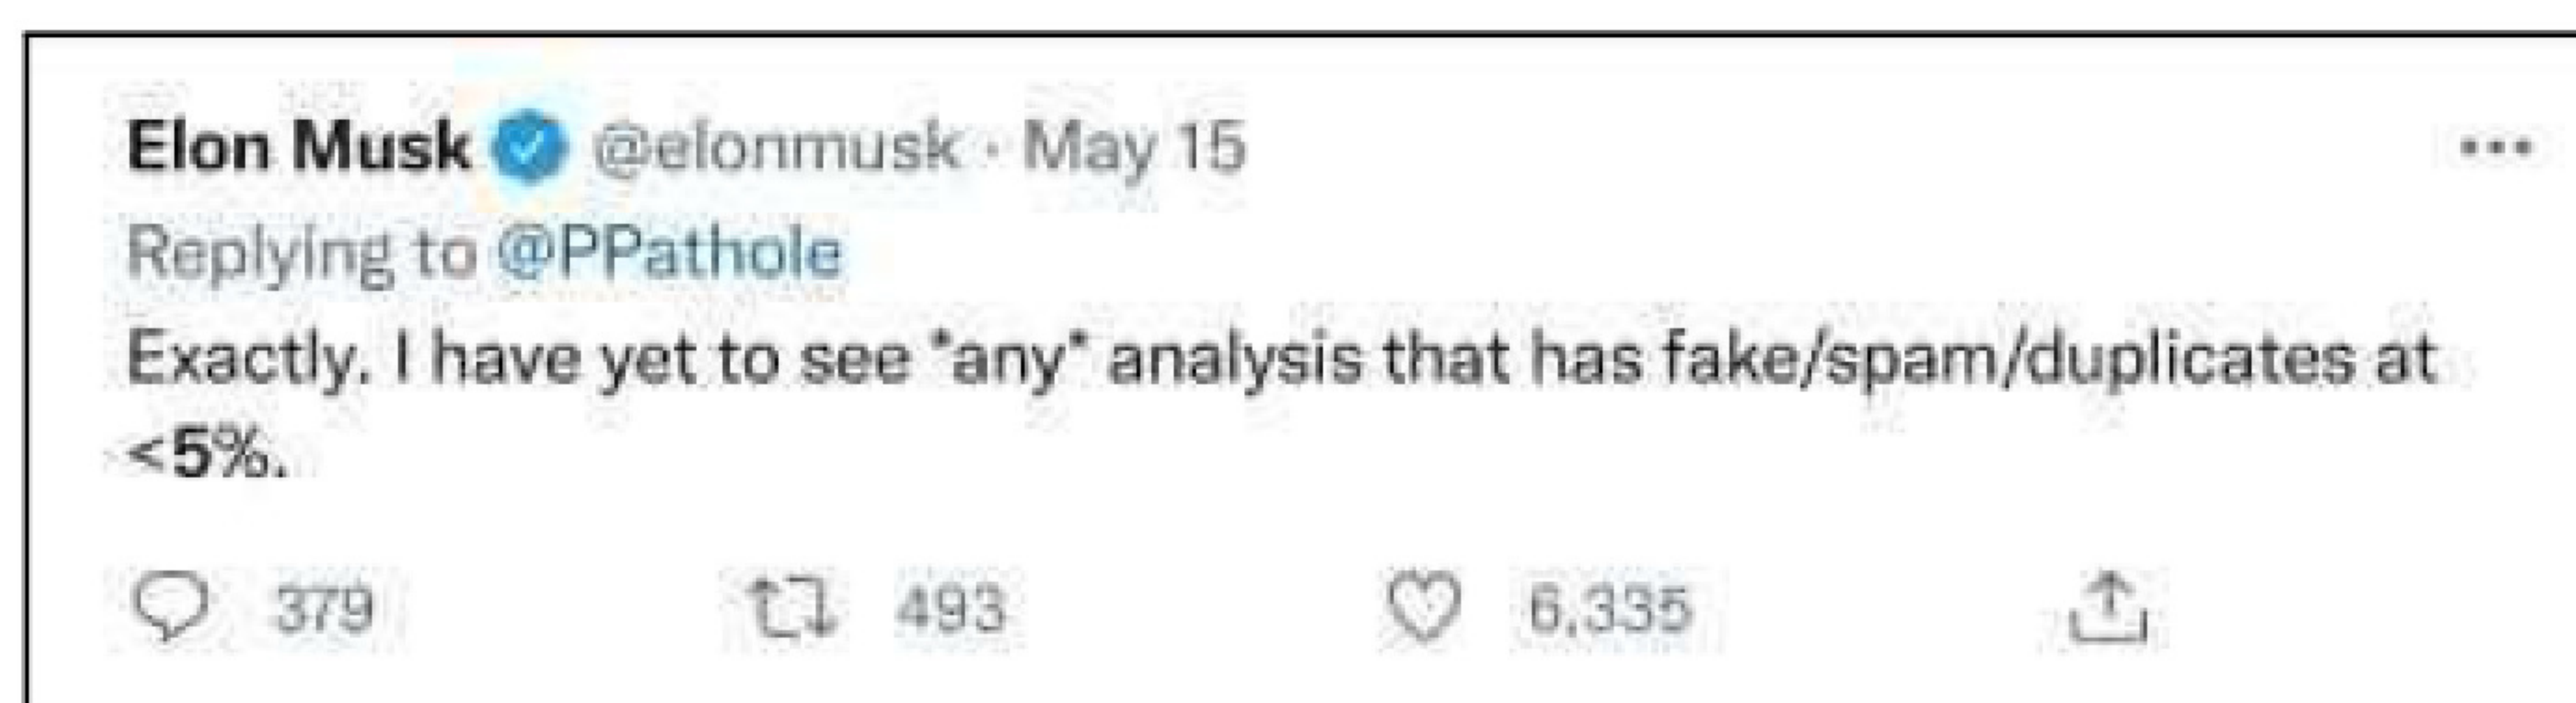 Elon Musk @elonmusk · May 15
Replying to @PPathole
Exactly. I have yet to see *any* analysis that has fake/spam/duplicates at
<5%.
379 493 6,335